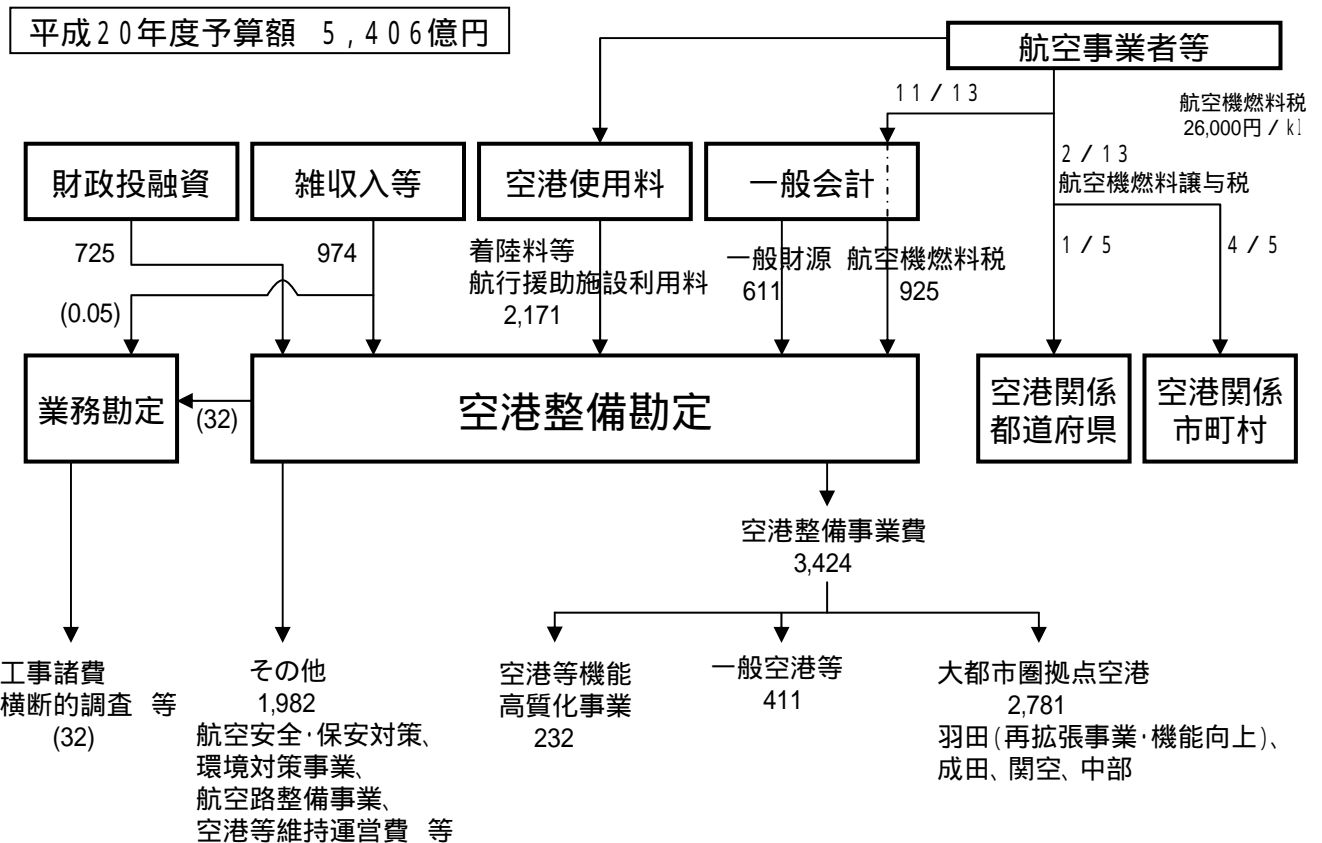 平成20年度予算額 5,406億円
航空事業者等
11/13
航空機燃料税
26,000円/kl
2/13
航空機燃料譲与税
財政投融資
雑収入等
空港使用料
一般会計
1/5
4/5
725
974
着陸料等
航行援助施設利用料
2,171
一般財源 航空機燃料税
611
925
(0.05)
業務勘定
(32)
空港整備勘定
空港関係
都道府県
空港関係
市町村
空港整備事業費
3,424
工事諸費
横断的調査 等
(32)
その他
1,982
航空安全・保安対策、
環境対策事業、
航空路整備事業、
空港等維持運営費 等
空港等機能
高質化事業
232
一般空港等
411
大都市圏拠点空港
2,781
羽田(再拡張事業・機能向上)、
成田、関空、中部